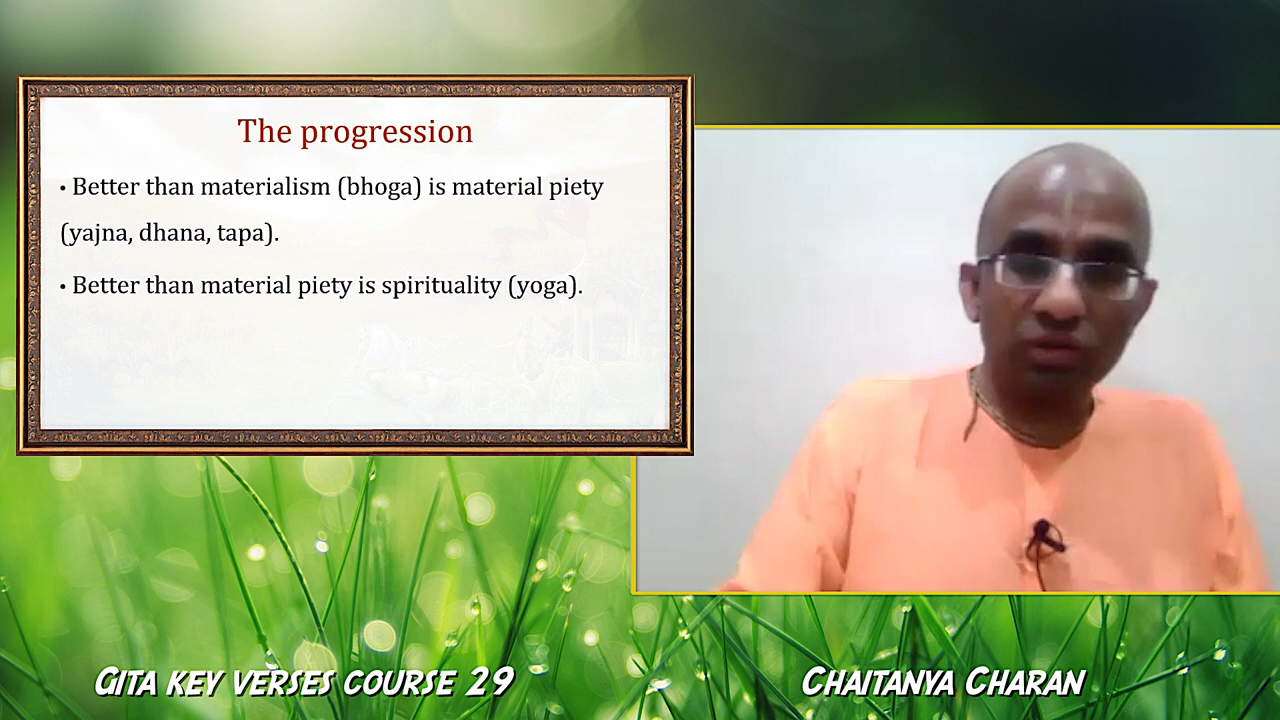 The progression
• Better than materialism (bhoga) is material piety
(yajna, dhana, tapa).
• Better than material piety is spirituality (yoga).
GITA KEY VERSES COURSE 29
CHAITANYA CHARAN